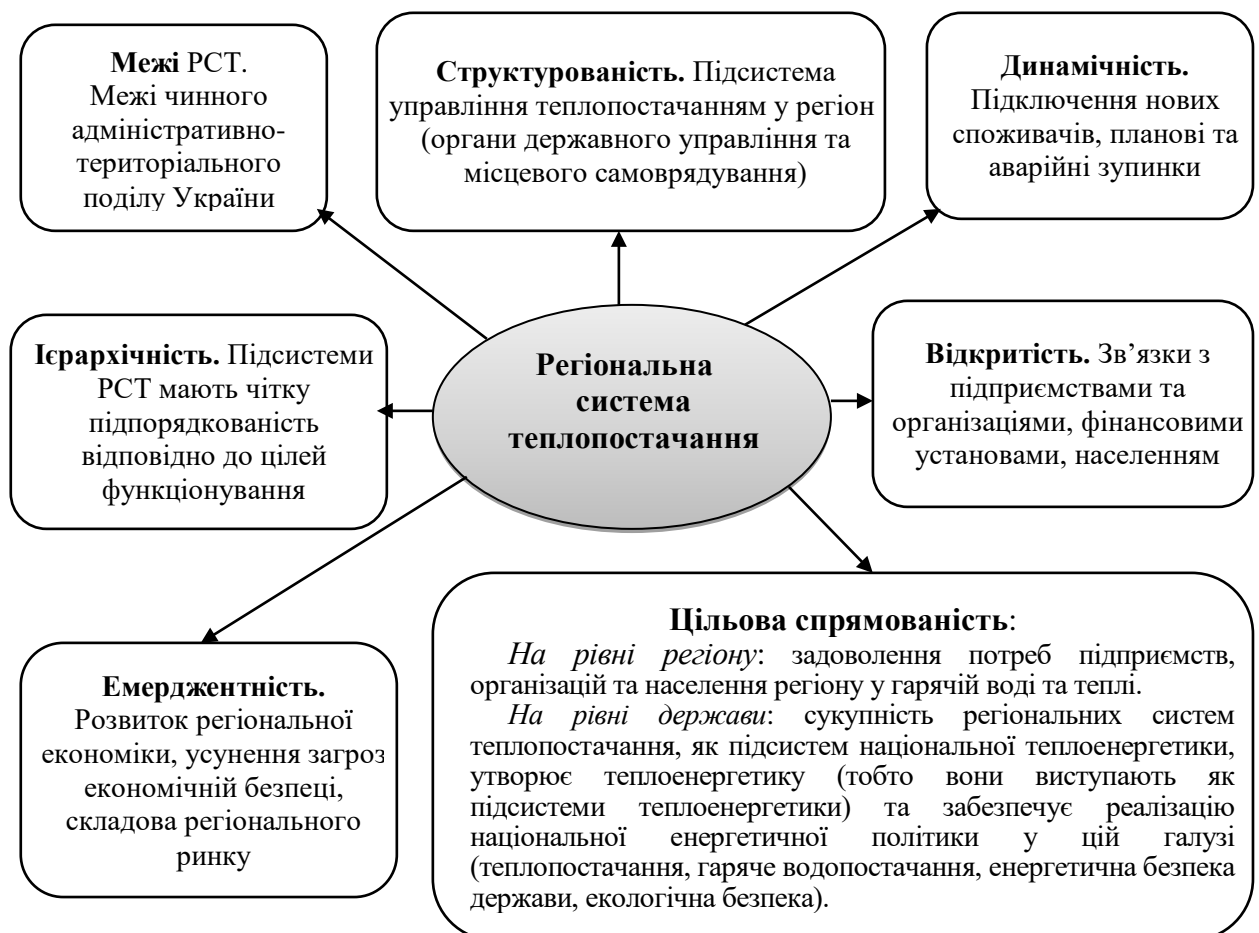 Межі РСТ.
Межі чинного
адміністративно-
територіального
поділу України
Структурованість. Підсистема
управління теплопостачанням у регіон
(органи державного управління та
місцевого самоврядування)
Динамічність.
Підключення нових
споживачів, планові та
аварійні зупинки
Ієрархічність. Підсистеми
РСТ мають чітку
підпорядкованість
відповідно до цілей
функціонування
Регіональна
система
теплопостачання
Відкритість. Зв’язки з
підприємствами та
організаціями, фінансовими
установами, населенням
Емерджентність.
Розвиток регіональної
економіки, усунення загроз
економічній безпеці,
складова регіонального
ринку
Цільова спрямованість:
На рівні регіону: задоволення потреб підприємств,
організацій та населення регіону у гарячій воді та теплі.
На рівні держави: сукупність регіональних систем
теплопостачання, як підсистем національної теплоенергетики,
утворює теплоенергетику (тобто вони виступають як
підсистеми теплоенергетики) та забезпечує реалізацію
національної енергетичної політики у цій галузі
(теплопостачання, гаряче водопостачання, енергетична безпека
держави, екологічна безпека).